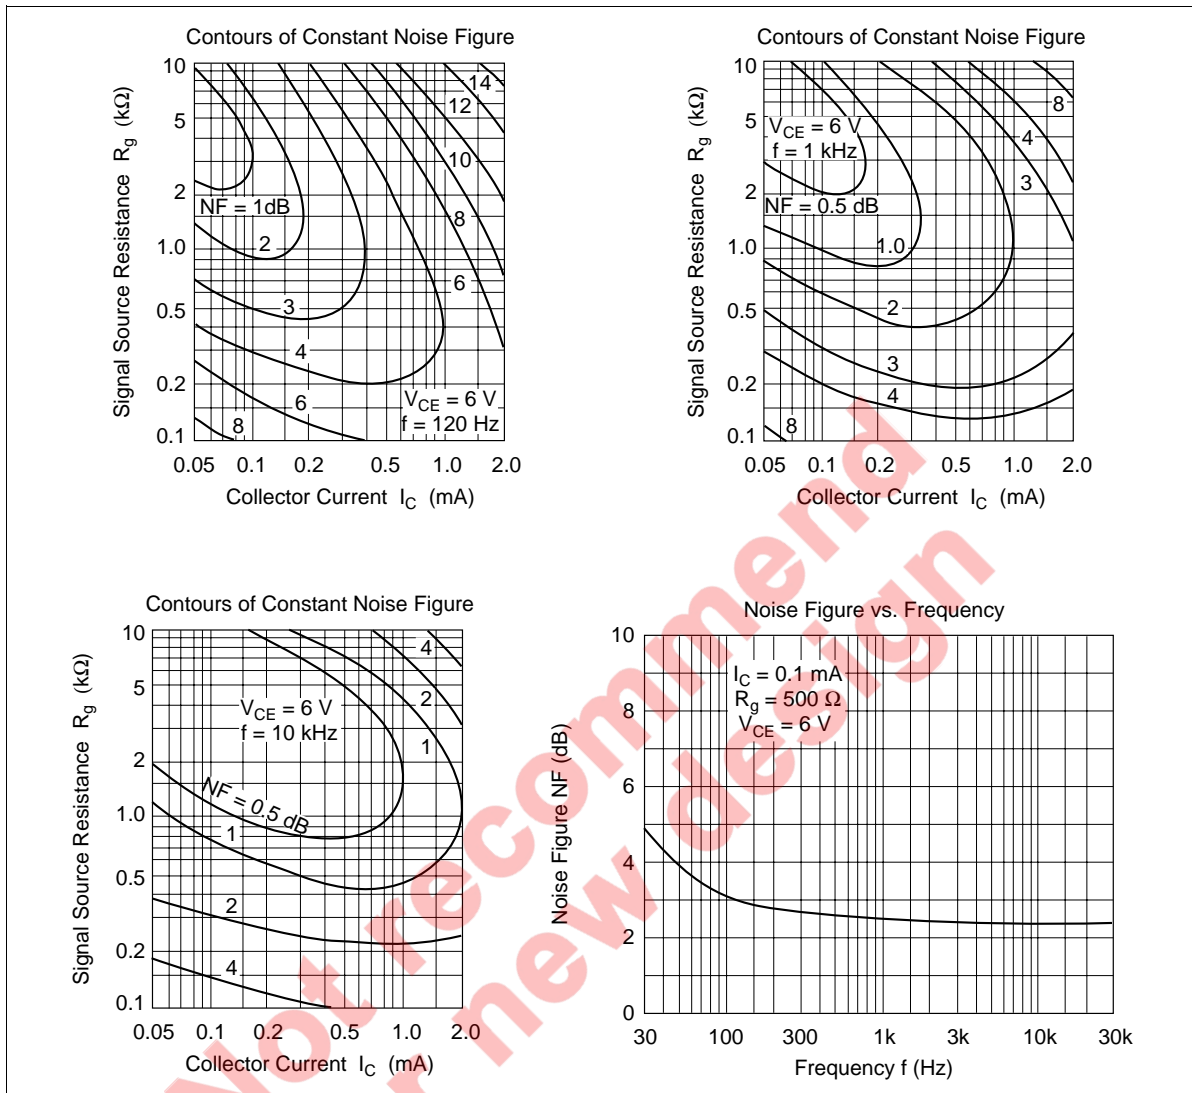 Contours of Constant Noise Figure
10
5
2
1.0
0.5
0.2
0.1
Signal Source Resistance Rg (kΩ)
14
12
10
8
6
NF = 1dB
2
3
4
6
8
VCE = 6 V
f = 120 Hz
0.05 0.1 0.2 0.5 1.0 2.0
Collector Current IC (mA)
Contours of Constant Noise Figure
10
5
2
1.0
0.5
0.2
0.1
Signal Source Resistance Rg (kΩ)
8
VCE = 6 V
f = 1 kHz
4
3
NF = 0.5 dB
1.0
2
3
4
8
0.05 0.1 0.2 0.5 1.0 2.0
Collector Current IC (mA)
Contours of Constant Noise Figure
10
5
2
1.0
0.5
0.2
0.1
Signal Source Resistance Rg (kΩ)
4
2
VCE = 6 V
f = 10 kHz
1
NF = 0.5 dB
1
2
4
0.05 0.1 0.2 0.5 1.0 2.0
Collector Current IC (mA)
Noise Figure vs. Frequency
10
8
6
4
2
0
Noise Figure NF (dB)
IC = 0.1 mA
Rg = 500 Ω
VCE = 6 V
30 100 300 1k 3k 10k 30k
Frequency f (Hz)
Not recommend
new design